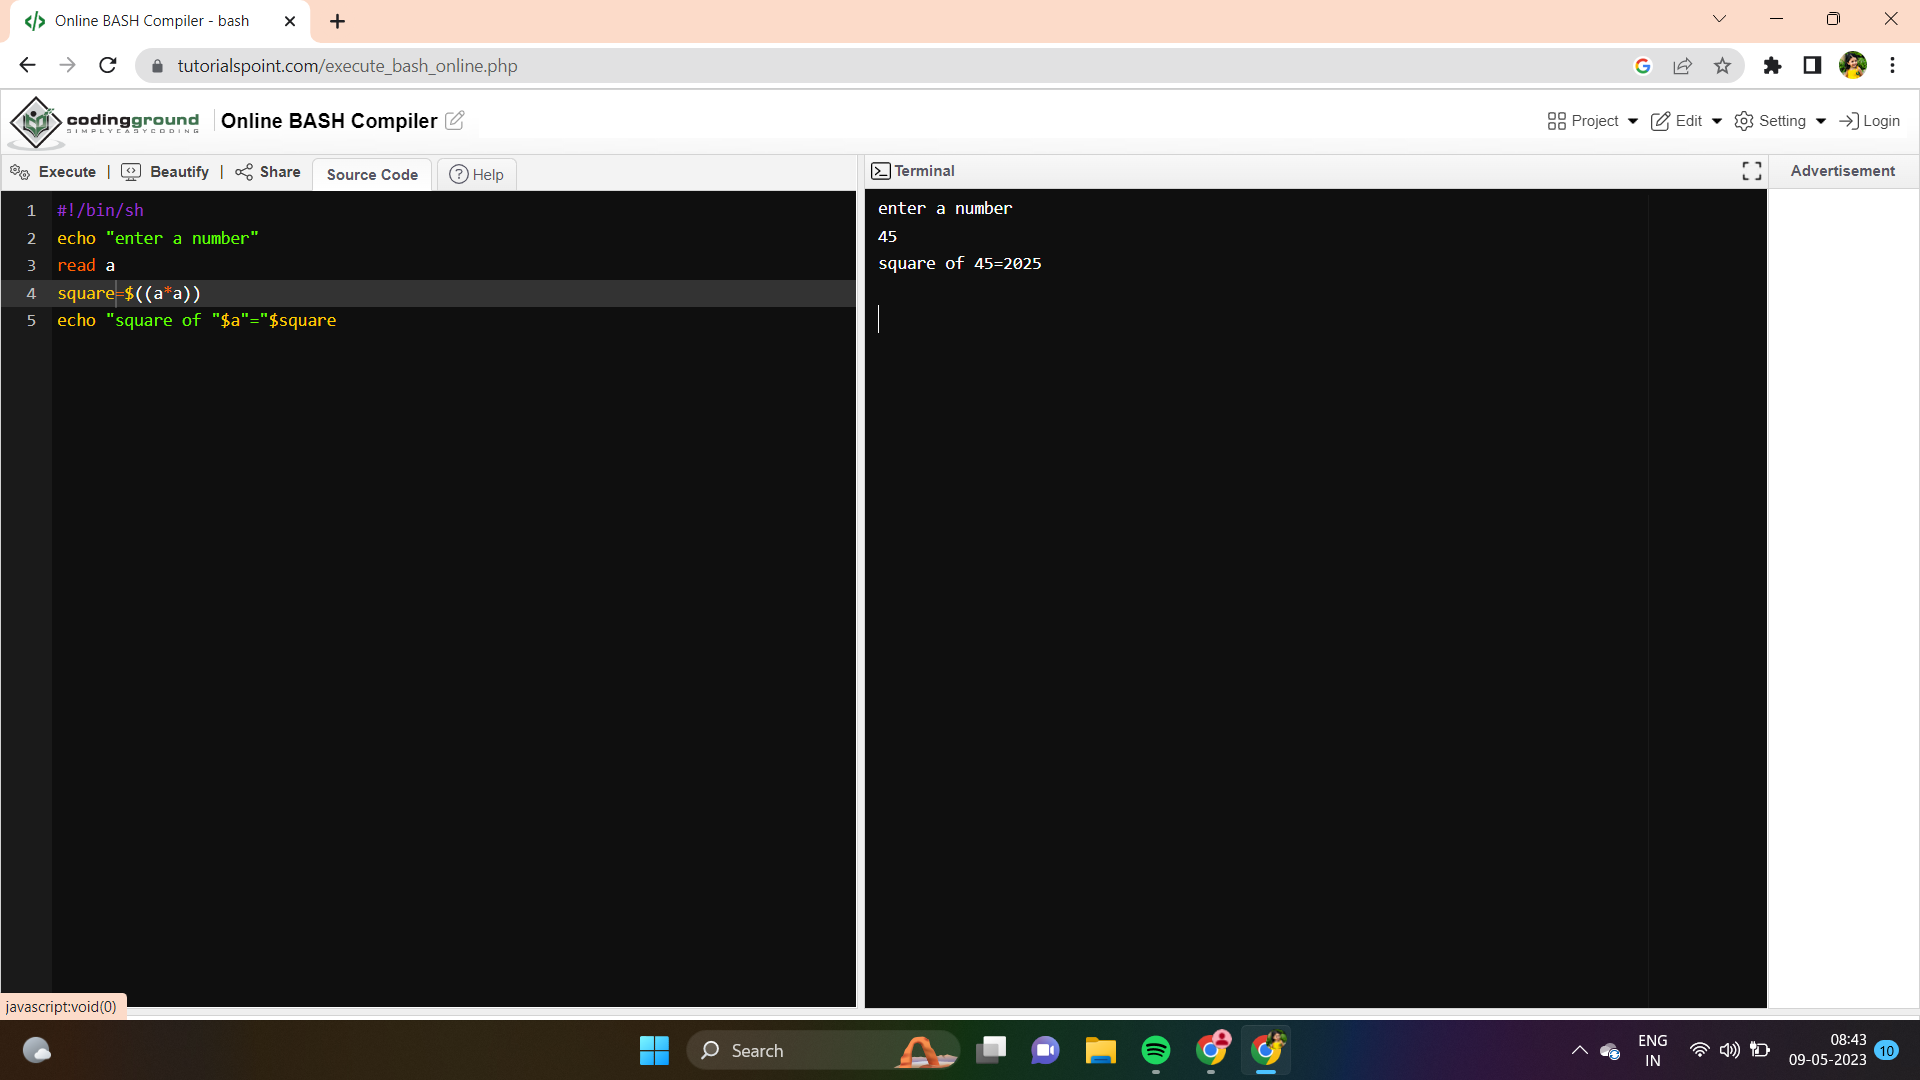 Online BASH Compiler - bash
tutorialspoint.com/execute_bash_online.php
codingground
SIMPLYEASYCODING
Online BASH Compiler
Project
Edit
Setting
Login
Execute | Beautify | Share
Source Code
Help
Terminal
Advertisement
1 #!/bin/sh
2 echo "enter a number"
3 read a
4 square=$((a*a))
5 echo "square of "$a"="$square
enter a number
45
square of 45=2025
javascript:void(0)
Search
ENG
IN
08:43
09-05-2023
10